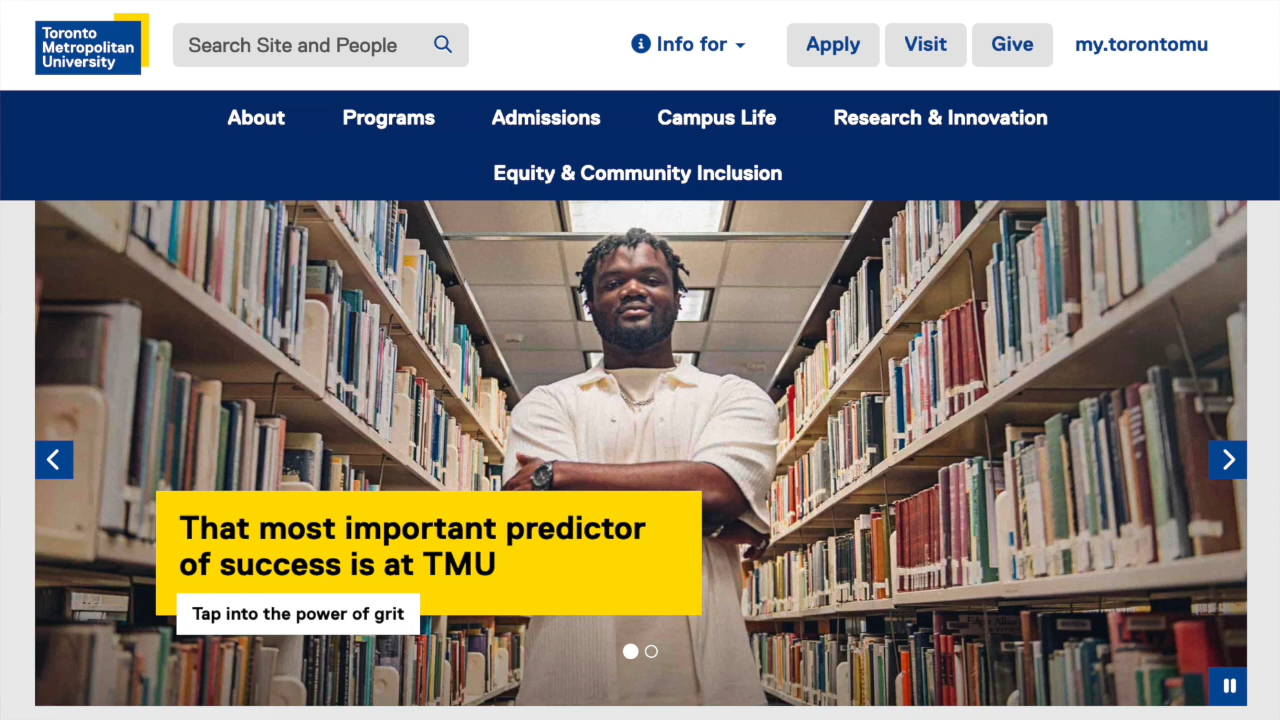 Toronto
Metropolitan
University
Search Site and People
Info for
Apply
Visit
Give
my.torontomu
About
Programs
Admissions
Campus Life
Research & Innovation
Equity & Community Inclusion
That most important predictor
of success is at TMU
Tap into the power of grit